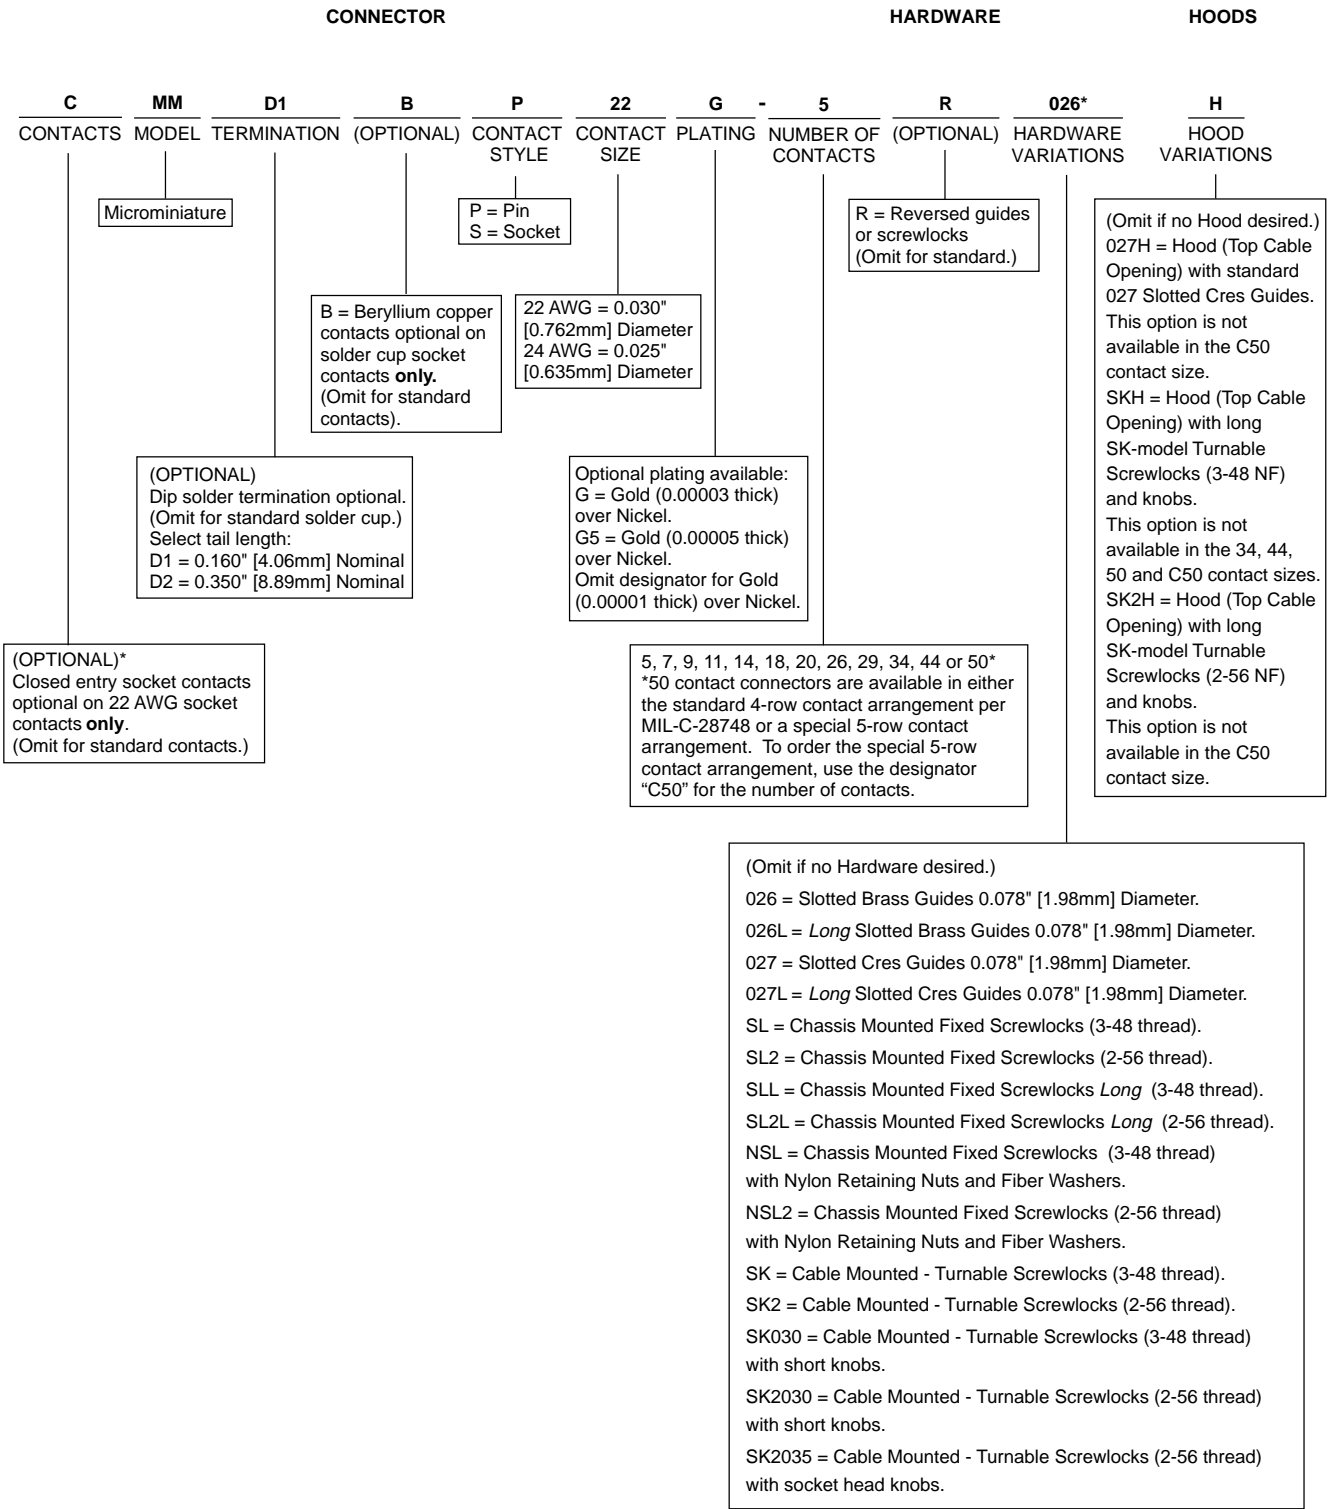 CONNECTOR HARDWARE HOODS
C MM D1 B P 22 G - 5 R 026* H
CONTACTS MODEL TERMINATION (OPTIONAL) CONTACT STYLE CONTACT SIZE PLATING NUMBER OF CONTACTS (OPTIONAL) HARDWARE VARIATIONS HOOD VARIATIONS
Microminiature
P = Pin
S = Socket
R = Reversed guides
or screwlocks
(Omit for standard.)
(Omit if no Hood desired.)
027H = Hood (Top Cable
Opening) with standard
027 Slotted Cres Guides.
This option is not
available in the C50
contact size.
SKH = Hood (Top Cable
Opening) with long
SK-model Turnable
Screwlocks (3-48 NF)
and knobs.
This option is not
available in the 34, 44,
50 and C50 contact sizes.
SK2H = Hood (Top Cable
Opening) with long
SK-model Turnable
Screwlocks (2-56 NF)
and knobs.
This option is not
available in the C50
contact size.
B = Beryllium copper
contacts optional on
solder cup socket
contacts only.
(Omit for standard
contacts).
22 AWG = 0.030"
[0.762mm] Diameter
24 AWG = 0.025"
[0.635mm] Diameter
(OPTIONAL)
Dip solder termination optional.
(Omit for standard solder cup.)
Select tail length:
D1 = 0.160" [4.06mm] Nominal
D2 = 0.350" [8.89mm] Nominal
Optional plating available:
G = Gold (0.00003 thick)
over Nickel.
G5 = Gold (0.00005 thick)
over Nickel.
Omit designator for Gold
(0.00001 thick) over Nickel.
(OPTIONAL)*
Closed entry socket contacts
optional on 22 AWG socket
contacts only.
(Omit for standard contacts.)
5, 7, 9, 11, 14, 18, 20, 26, 29, 34, 44 or 50*
*50 contact connectors are available in either
the standard 4-row contact arrangement per
MIL-C-28748 or a special 5-row contact
arrangement. To order the special 5-row
contact arrangement, use the designator
“C50” for the number of contacts.
(Omit if no Hardware desired.)
026 = Slotted Brass Guides 0.078" [1.98mm] Diameter.
026L = Long Slotted Brass Guides 0.078" [1.98mm] Diameter.
027 = Slotted Cres Guides 0.078" [1.98mm] Diameter.
027L = Long Slotted Cres Guides 0.078" [1.98mm] Diameter.
SL = Chassis Mounted Fixed Screwlocks (3-48 thread).
SL2 = Chassis Mounted Fixed Screwlocks (2-56 thread).
SLL = Chassis Mounted Fixed Screwlocks Long (3-48 thread).
SL2L = Chassis Mounted Fixed Screwlocks Long (2-56 thread).
NSL = Chassis Mounted Fixed Screwlocks (3-48 thread)
with Nylon Retaining Nuts and Fiber Washers.
NSL2 = Chassis Mounted Fixed Screwlocks (2-56 thread)
with Nylon Retaining Nuts and Fiber Washers.
SK = Cable Mounted - Turnable Screwlocks (3-48 thread).
SK2 = Cable Mounted - Turnable Screwlocks (2-56 thread).
SK030 = Cable Mounted - Turnable Screwlocks (3-48 thread)
with short knobs.
SK2030 = Cable Mounted - Turnable Screwlocks (2-56 thread)
with short knobs.
SK2035 = Cable Mounted - Turnable Screwlocks (2-56 thread)
with socket head knobs.